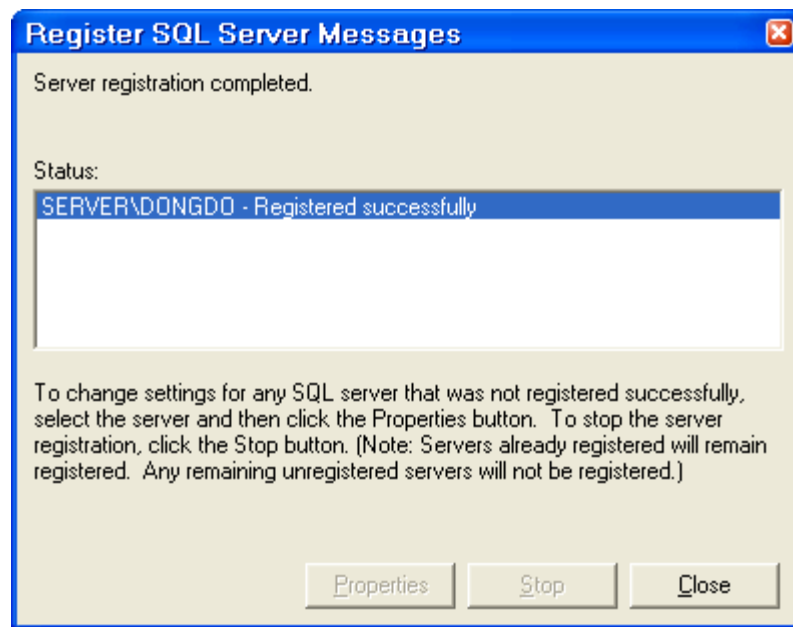 Register SQL Server Messages
Server registration completed.
Status:
SERVER\DONGDO - Registered successfully
To change settings for any SQL server that was not registered successfully,
select the server and then click the Properties button.  To stop the server
registration, click the Stop button. (Note: Servers already registered will remain
registered.  Any remaining unregistered servers will not be registered.)
Properties Stop Close